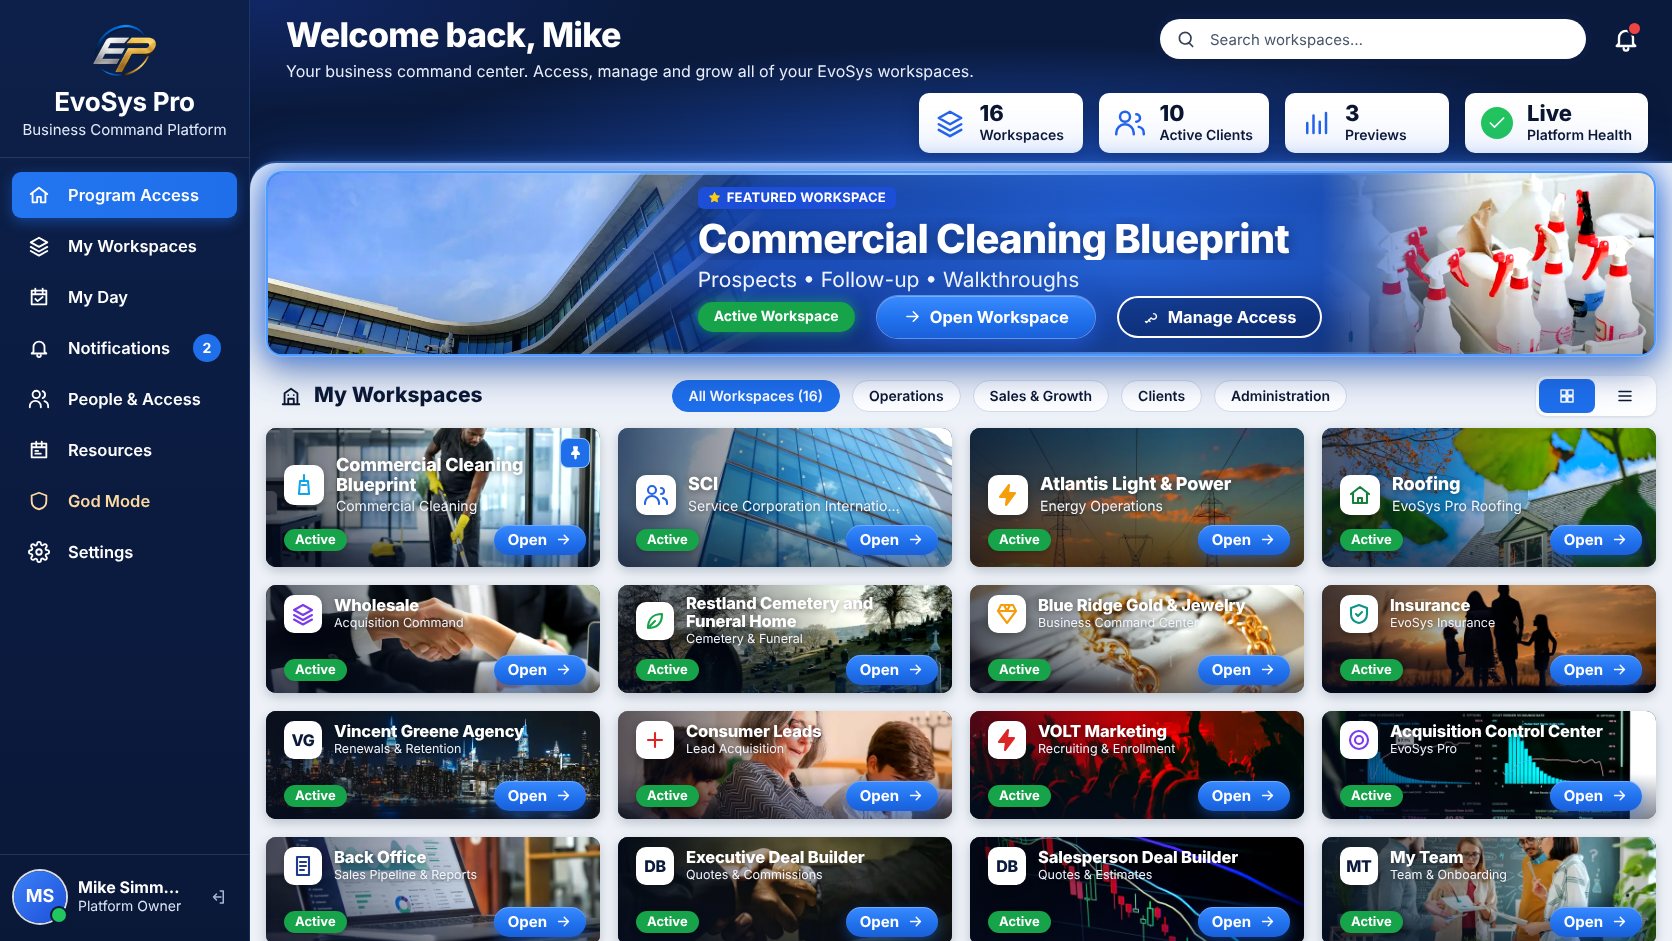 EP
EvoSys Pro
Business Command Platform
Program Access
My Workspaces
My Day
Notifications 2
People & Access
Resources
God Mode
Settings
MS
Mike Simm...
Platform Owner
Welcome back, Mike
Your business command center. Access, manage and grow all of your EvoSys workspaces.
Search workspaces...
16
Workspaces
10
Active Clients
3
Previews
Live
Platform Health
FEATURED WORKSPACE
Commercial Cleaning Blueprint
Prospects • Follow-up • Walkthroughs
Active Workspace
Open Workspace
Manage Access
My Workspaces
All Workspaces (16)
Operations
Sales & Growth
Clients
Administration
Commercial Cleaning
Blueprint
Commercial Cleaning
Active
Open
SCI
Service Corporation Internatio...
Active
Open
Atlantis Light & Power
Energy Operations
Active
Open
Roofing
EvoSys Pro Roofing
Active
Open
Wholesale
Acquisition Command
Active
Open
Restland Cemetery and
Funeral Home
Cemetery & Funeral
Active
Open
Blue Ridge Gold & Jewelry
Business Command Center
Active
Open
Insurance
EvoSys Insurance
Active
Open
VG
Vincent Greene Agency
Renewals & Retention
Active
Open
Consumer Leads
Lead Acquisition
Active
Open
VOLT Marketing
Recruiting & Enrollment
Active
Open
Acquisition Control Center
EvoSys Pro
Active
Open
Back Office
Sales Pipeline & Reports
Active
Open
DB
Executive Deal Builder
Quotes & Commissions
Active
Open
DB
Salesperson Deal Builder
Quotes & Estimates
Active
Open
MT
My Team
Team & Onboarding
Active
Open